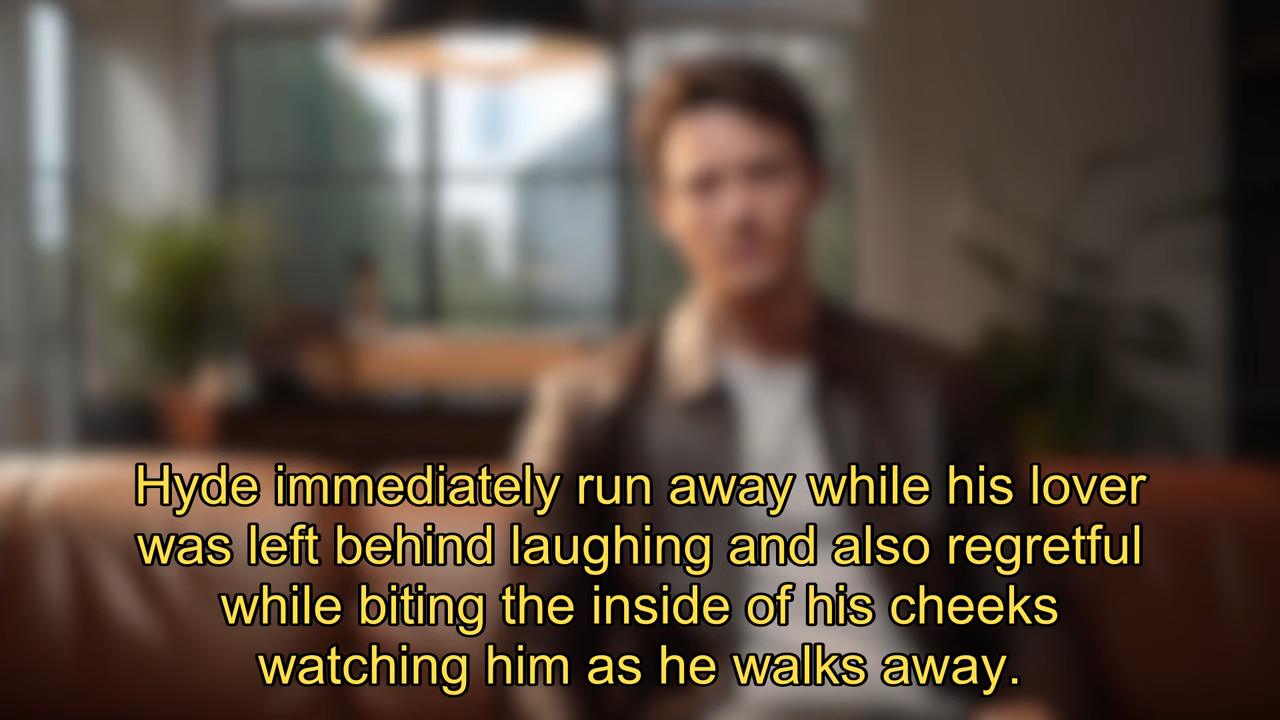 Hyde immediately run away while his lover
was left behind laughing and also regretful
while biting the inside of his cheeks
watching him as he walks away.